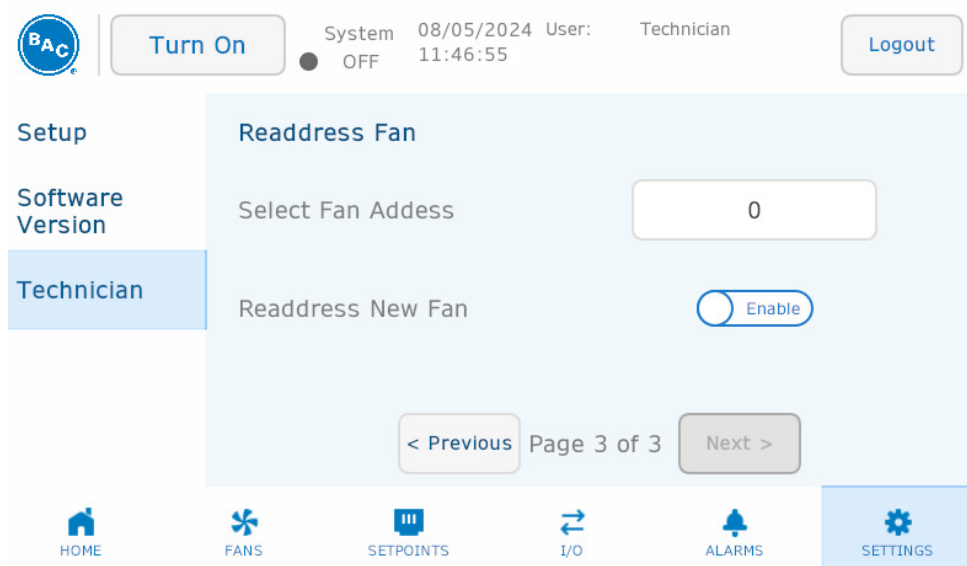 BAC
®
Turn On
System
OFF
08/05/2024
11:46:55
User:
Technician
Logout
Setup
Software
Version
Technician
Readdress Fan
Select Fan Addess
0
Readdress New Fan
Enable
< Previous
Page 3 of 3
Next >
HOME
FANS
SETPOINTS
I/O
ALARMS
SETTINGS